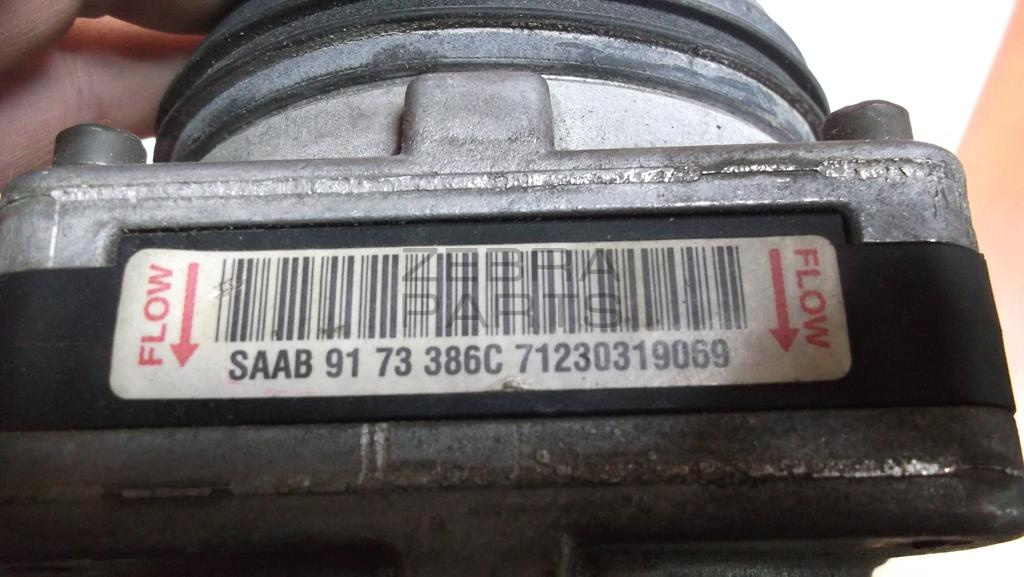 FLOW
ZEBRA
PARTS
FLOW
SAAB 91 73 386C 71230319069